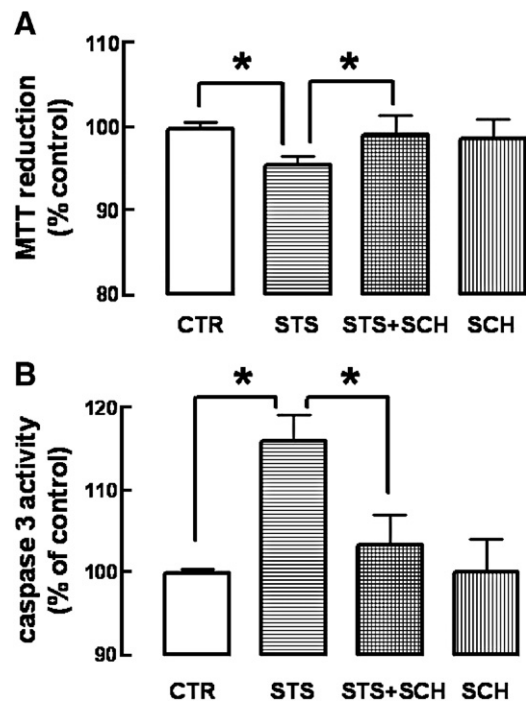 A
MTT reduction
(% control)
110
100
90
80
* *
CTR STS STS+SCH SCH
B
caspase 3 activity
(% of control)
120
110
100
90
* *
CTR STS STS+SCH SCH